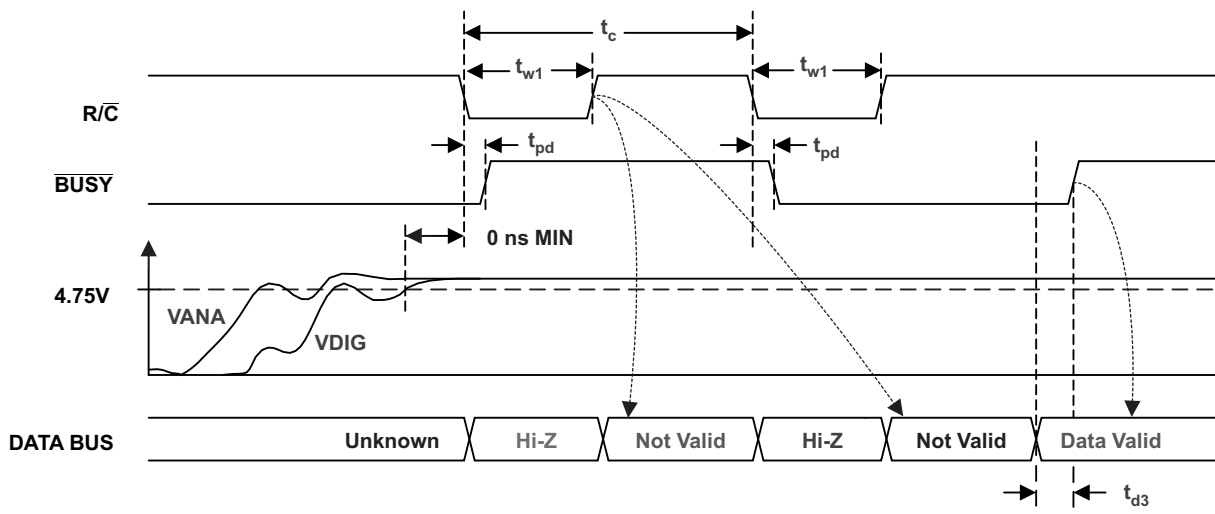 t_c
t_w1 t_w1
R/C̅
t_pd t_pd
B̅U̅S̅Y̅
0 ns MIN
4.75V
VANA
VDIG
DATA BUS Unknown Hi-Z Not Valid Hi-Z Not Valid Data Valid
t_d3